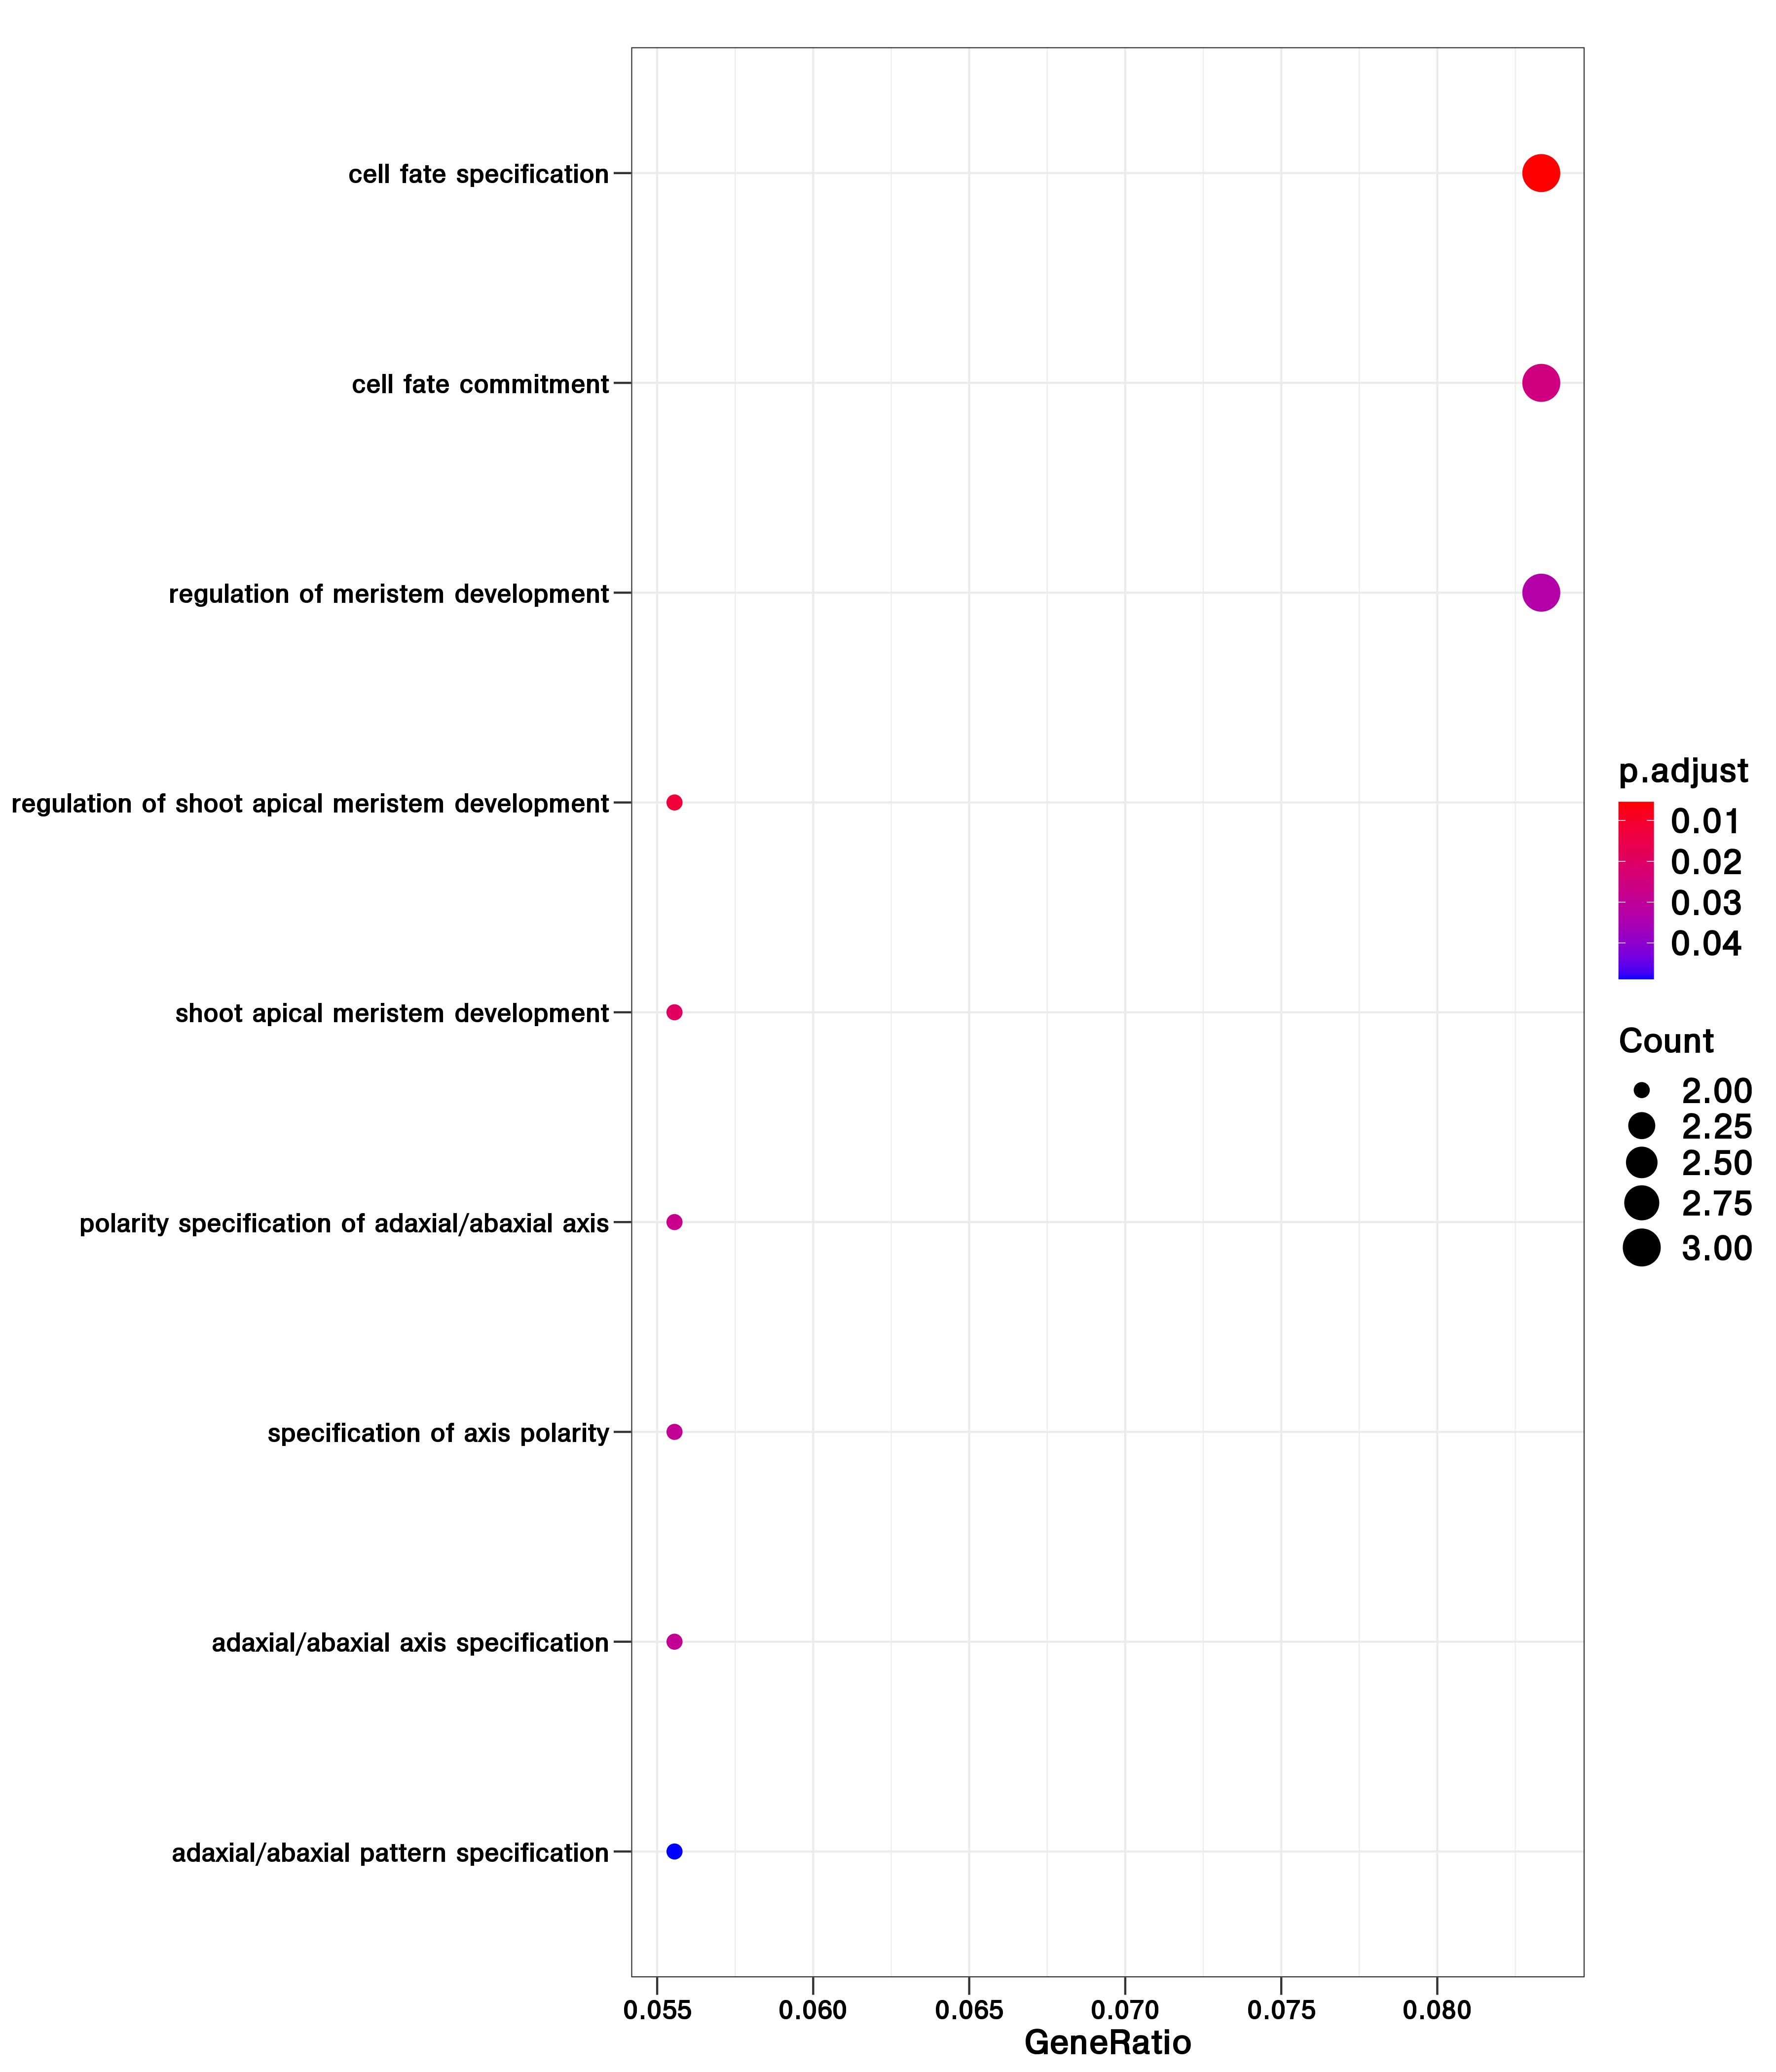 cell fate specification
cell fate commitment
regulation of meristem development
regulation of shoot apical meristem development
shoot apical meristem development
polarity specification of adaxial/abaxial axis
specification of axis polarity
adaxial/abaxial axis specification
adaxial/abaxial pattern specification
0.055 0.060 0.065 0.070 0.075 0.080
GeneRatio
p.adjust
0.01
0.02
0.03
0.04
Count
2.00
2.25
2.50
2.75
3.00